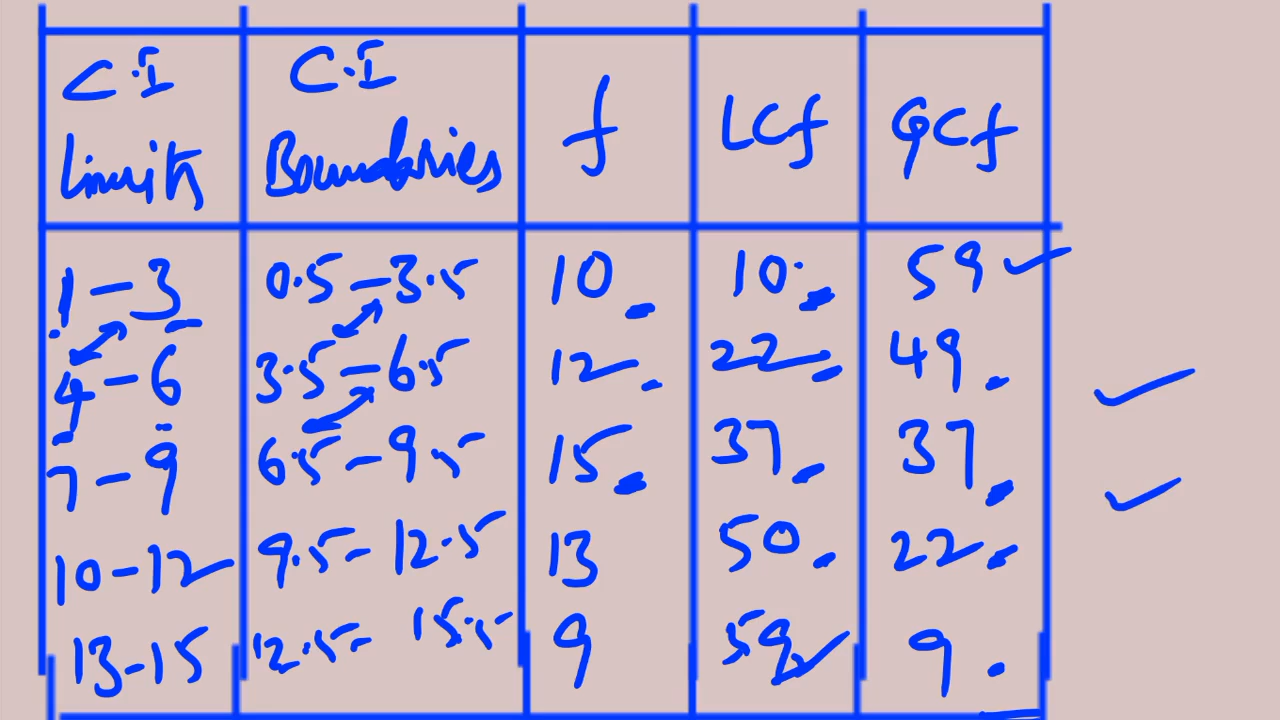 C.I Limits C.I Boundaries f LCf GCf
1-3 0.5-3.5 10 10 59
4-6 3.5-6.5 12 22 49
7-9 6.5-9.5 15 37 37
10-12 9.5-12.5 13 50 22
13-15 12.5-15.5 9 59 9